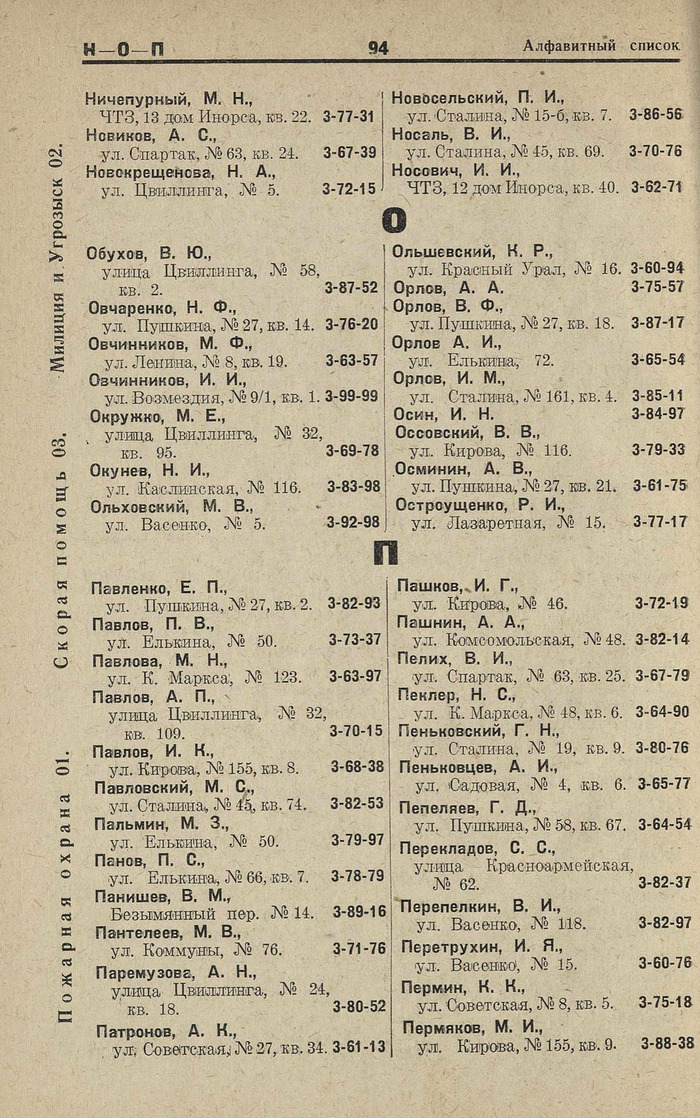 Н—О—П 94 Алфавитный список
Ничепурный, М. Н.,
ЧТЗ, 13 дом Инорса, кв. 22. 3-77-31
Новиков, А. С.,
ул. Спартак, № 63, кв. 24. 3-67-39
Новокрещенова, Н. А.,
ул. Цвиллинга, № 5. 3-72-15
Новосельский, П. И.,
ул. Сталина, № 15-б, кв. 7. 3-86-56
Носаль, В. И.,
ул. Сталина, № 45, кв. 69. 3-70-76
Носович, И. И.,
ЧТЗ, 12 дом Инорса, кв. 40. 3-62-71
О
Обухов, В. Ю.,
улица Цвиллинга, № 58,
кв. 2. 3-87-52
Овчаренко, Н. Ф.,
ул. Пушкина, № 27, кв. 14. 3-76-20
Овчинников, М. Ф.,
ул. Ленина, № 8, кв. 19. 3-63-57
Овчинников, И. И.,
ул. Возмездия, № 9/1, кв. 1. 3-99-99
Окружко, М. Е.,
улица Цвиллинга, № 32,
кв. 95. 3-69-78
Окунев, Н. И.,
ул. Каслинская, № 116. 3-83-98
Ольховский, М. В.,
ул. Васенко, № 5. 3-92-98
Ольшевский, К. Р.,
ул. Красный Урал, № 16. 3-60-94
Орлов, А. А. 3-75-57
Орлов, В. Ф.,
ул. Пушкина, № 27, кв. 18. 3-87-17
Орлов А. И.,
ул. Елькина, 72. 3-65-54
Орлов, И. М.,
ул. Сталина, № 161, кв. 4. 3-85-11
Осин, И. Н. 3-84-97
Оссовский, В. В.,
ул. Кирова, № 116. 3-79-33
Осминин, А. В.,
ул. Пушкина, № 27, кв. 21. 3-61-75
Остроущенко, Р. И.,
ул. Лазаретная, № 15. 3-77-17
П
Павленко, Е. П.,
ул. Пушкина, № 27, кв. 2. 3-82-93
Павлов, П. В.,
ул. Елькина, № 50. 3-73-37
Павлова, М. Н.,
ул. К. Маркса, № 123. 3-63-97
Павлов, А. П.,
улица Цвиллинга, № 32,
кв. 109. 3-70-15
Павлов, И. К.,
ул. Кирова, № 155, кв. 8. 3-68-38
Павловский, М. С.,
ул. Сталина, № 45, кв. 74. 3-82-53
Пальмин, М. З.,
ул. Елькина, № 50. 3-79-97
Панов, П. С.,
ул. Елькина, № 66, кв. 7. 3-78-79
Панишев, В. М.,
Безымянный пер. № 14. 3-89-16
Пантелеев, М. В.,
ул. Коммуны, № 76. 3-71-76
Паремузова, А. Н.,
улица Цвиллинга, № 24,
кв. 18. 3-80-52
Патронов, А. К.,
ул. Советская, № 27, кв. 34. 3-61-13
Пашков, И. Г.,
ул. Кирова, № 46. 3-72-19
Пашнин, А. А.,
ул. Комсомольская, № 48. 3-82-14
Пелих, В. И.,
ул. Спартак, № 63, кв. 25. 3-67-79
Пеклер, Н. С.,
ул. К. Маркса, № 48, кв. 6. 3-64-90
Пеньковский, Г. Н.,
ул. Сталина, № 19, кв. 9. 3-80-76
Пеньковцев, А. И.,
ул. Садовая, № 4, кв. 6. 3-65-77
Пепеляев, Г. Д.,
ул. Пушкина, № 58, кв. 67. 3-64-54
Перекладов, С. С.,
улица Красноармейская,
№ 62. 3-82-37
Перепелкин, В. И.,
ул. Васенко, № 118. 3-82-97
Перетрухин, И. Я.,
ул. Васенко, № 15. 3-60-76
Пермин, К. К.,
ул. Советская, № 8, кв. 5. 3-75-18
Пермяков, М. И.,
ул. Кирова, № 155, кв. 9. 3-88-38
Пожарная охрана 01. Скорая помощь 03. Милиция и Угрозыск 02.